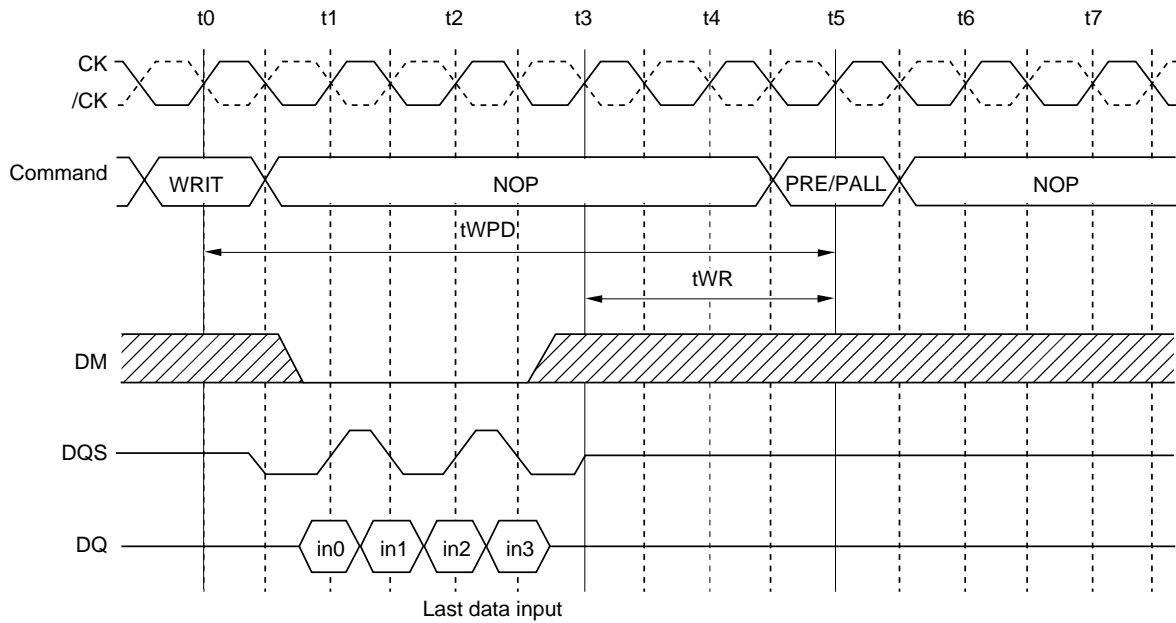 t0 t1 t2 t3 t4 t5 t6 t7
CK
/CK
Command WRIT NOP PRE/PALL NOP
tWPD
tWR
DM
DQS
DQ in0 in1 in2 in3
Last data input